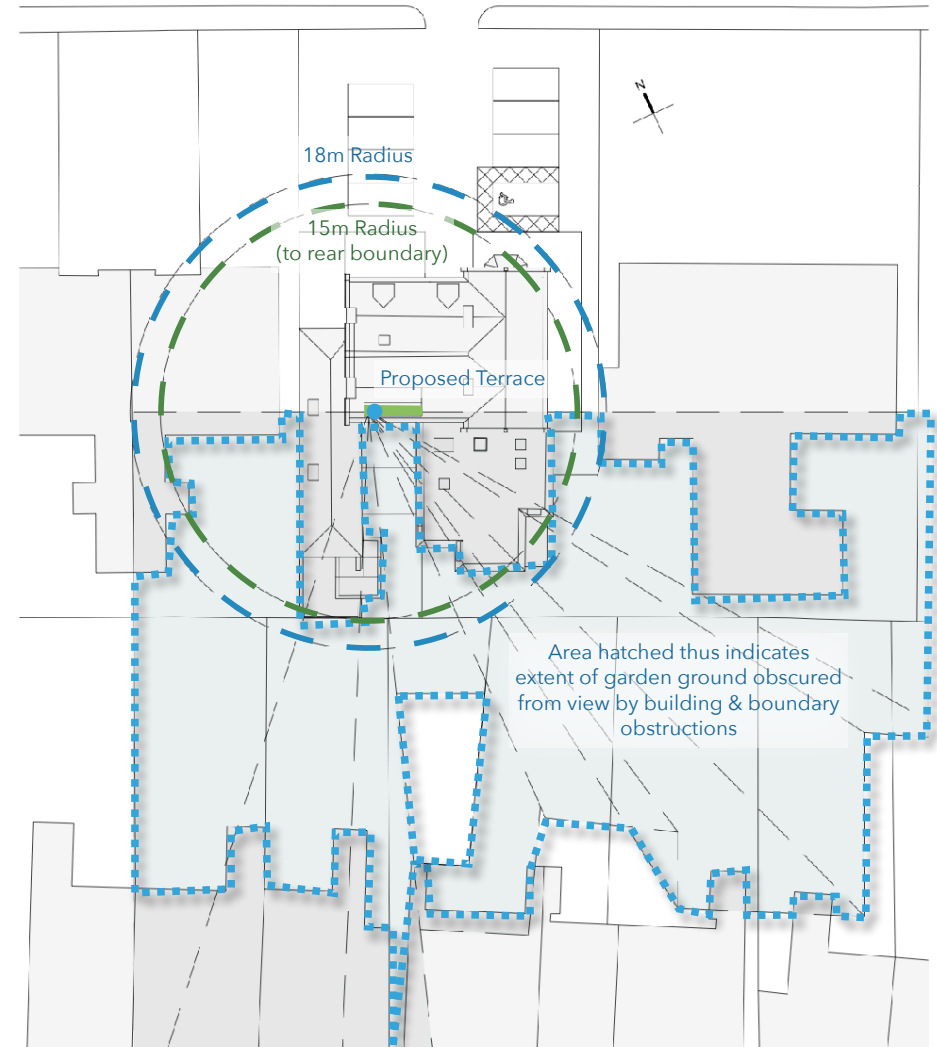 N
18m Radius
15m Radius
(to rear boundary)
Proposed Terrace
Area hatched thus indicates
extent of garden ground obscured
from view by building & boundary
obstructions